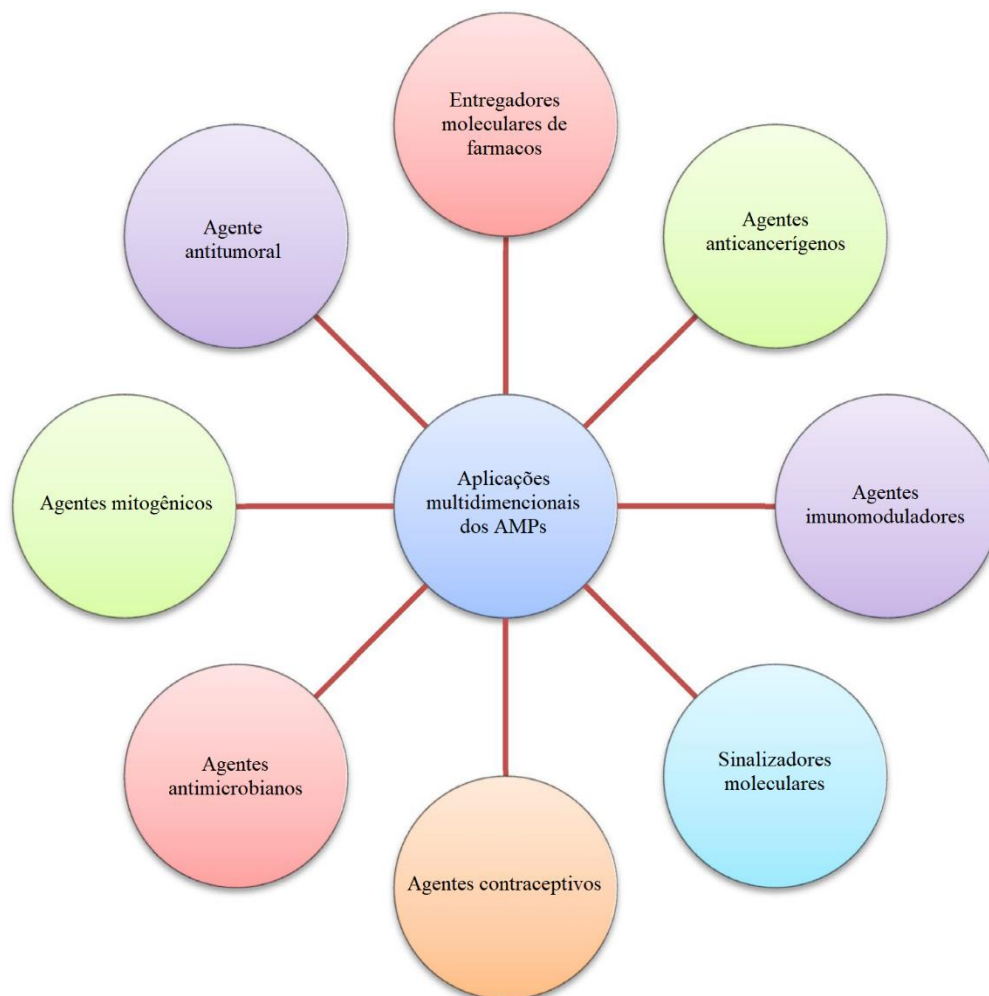 Entregadores
moleculares de
farmacos
Agente
antitumoral
Agentes
anticancerígenos
Agentes mitogênicos
Aplicações
multidimencionais
dos AMPs
Agentes
imunomoduladores
Agentes
antimicrobianos
Sinalizadores
moleculares
Agentes contraceptivos